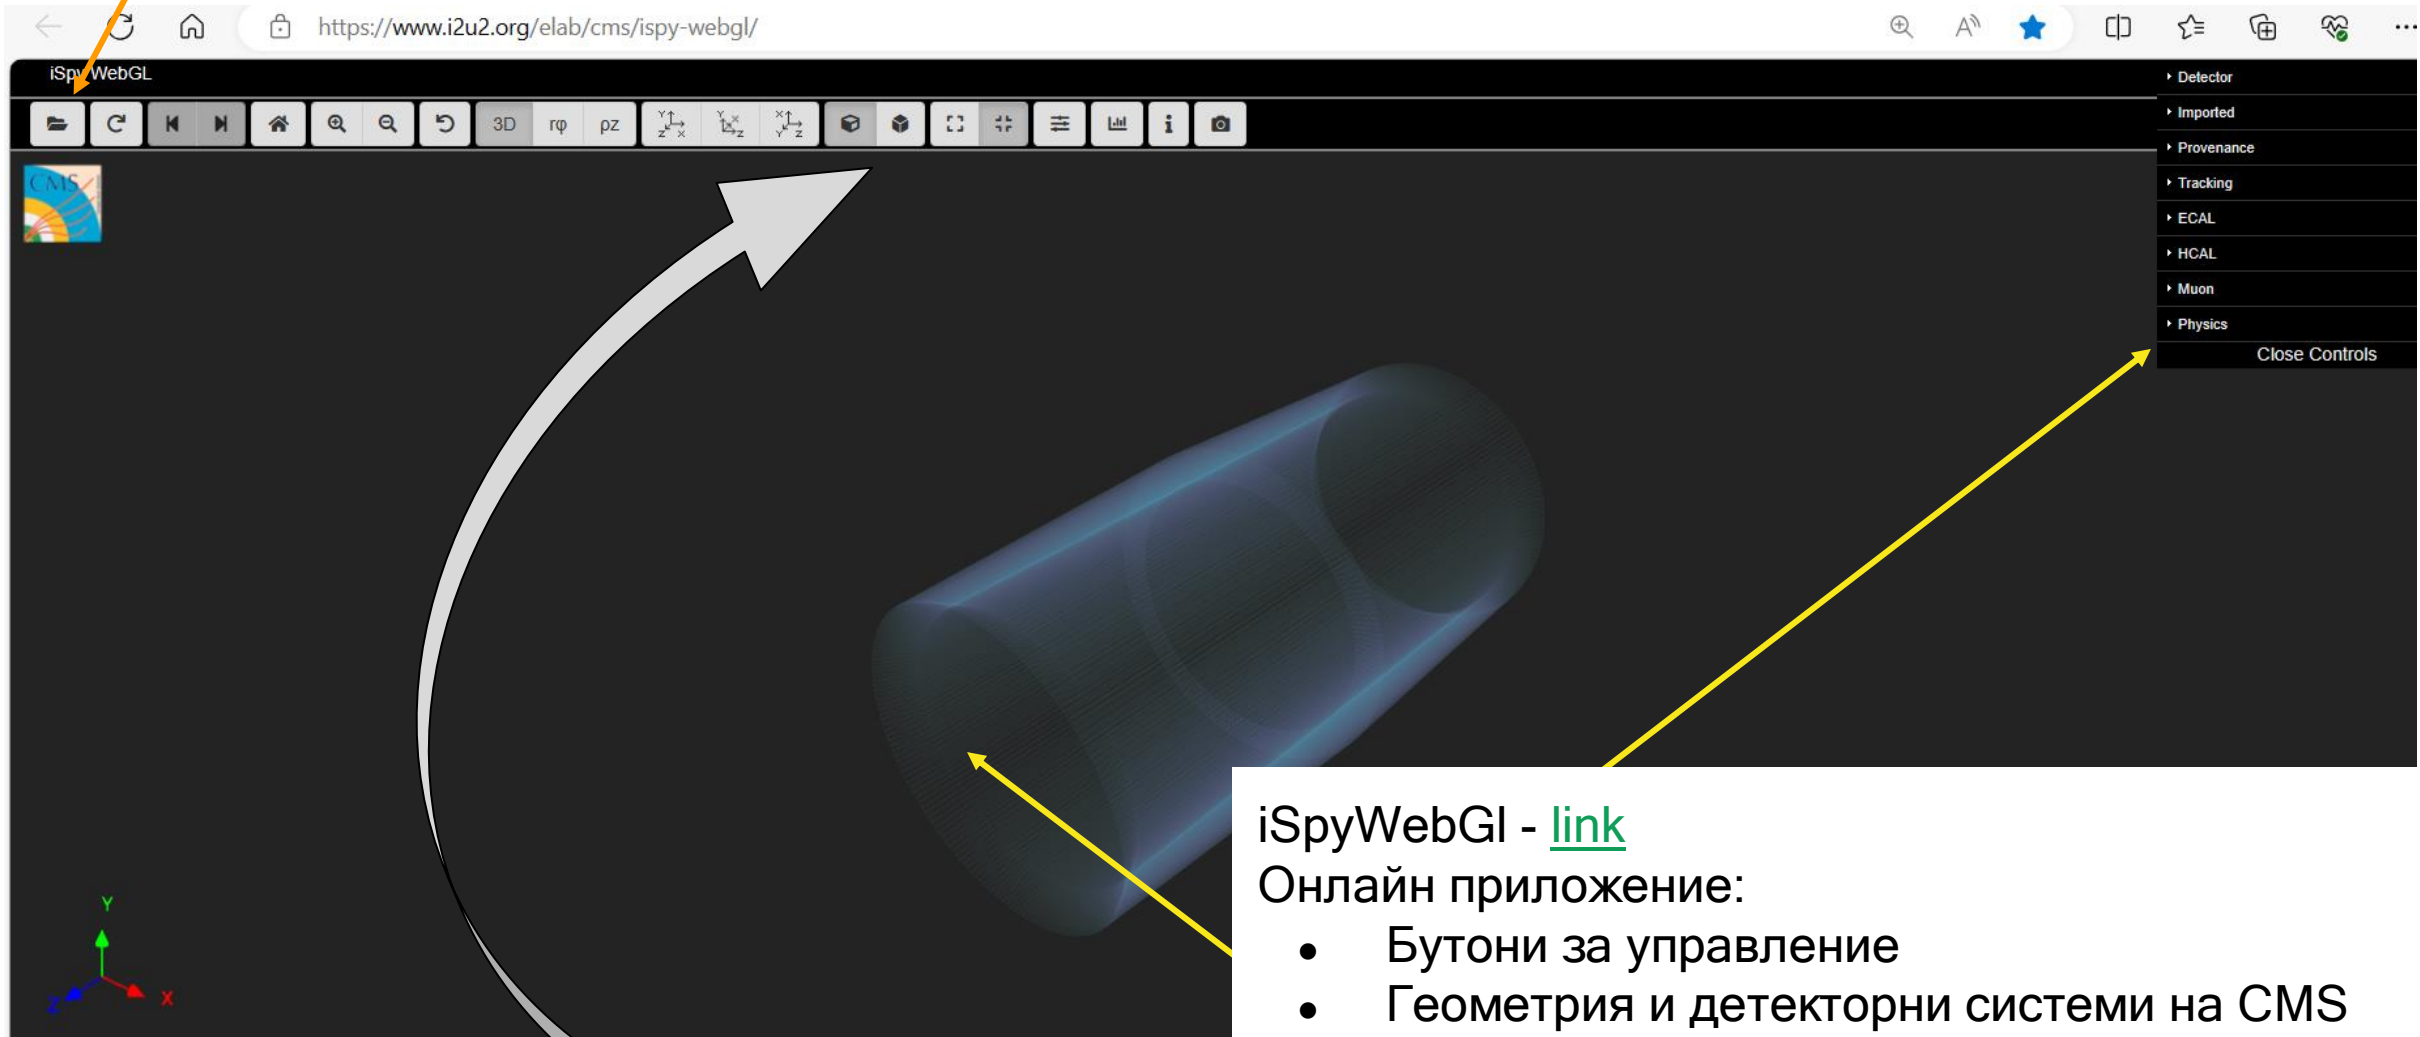 https://www.i2u2.org/elab/cms/ispy-webgl/
iSpy WebGL
3D rφ ρz
Detector
Imported
Provenance
Tracking
ECAL
HCAL
Muon
Physics
Close Controls
CMS
Y
Z X
iSpyWebGl - link
Онлайн приложение:
• Бутони за управление
• Геометрия и детекторни системи на CMS